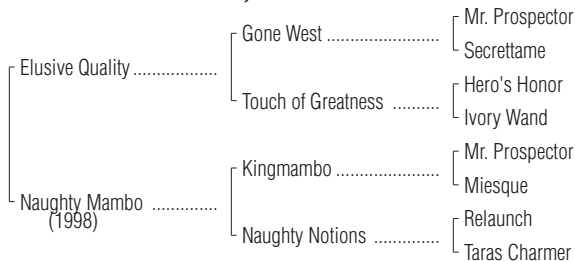 Mr. Prospector
Gone West ........................
Secrettame
Elusive Quality .................
Hero's Honor
Touch of Greatness ..........
Ivory Wand
Mr. Prospector
Kingmambo ......................
Miesque
Naughty Mambo .............
(1998)
Relaunch
Naughty Notions ..............
Taras Charmer